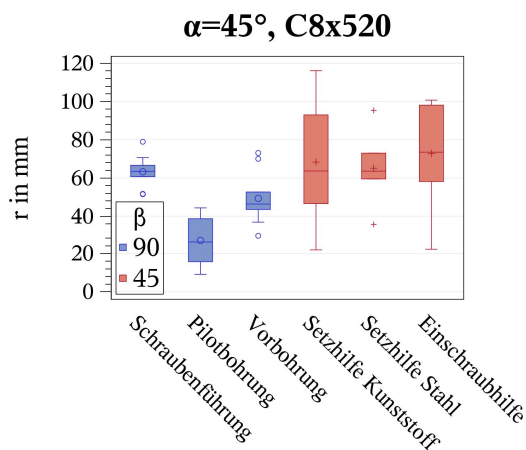 α=45°, C8x520
r in mm
120
100
80
60
40
20
0
β
90
45
Schraubenführung
Pilotbohrung
Vorbohrung
Setzhilfe Kunststoff
Setzhilfe Stahl
Einschraubhilfe